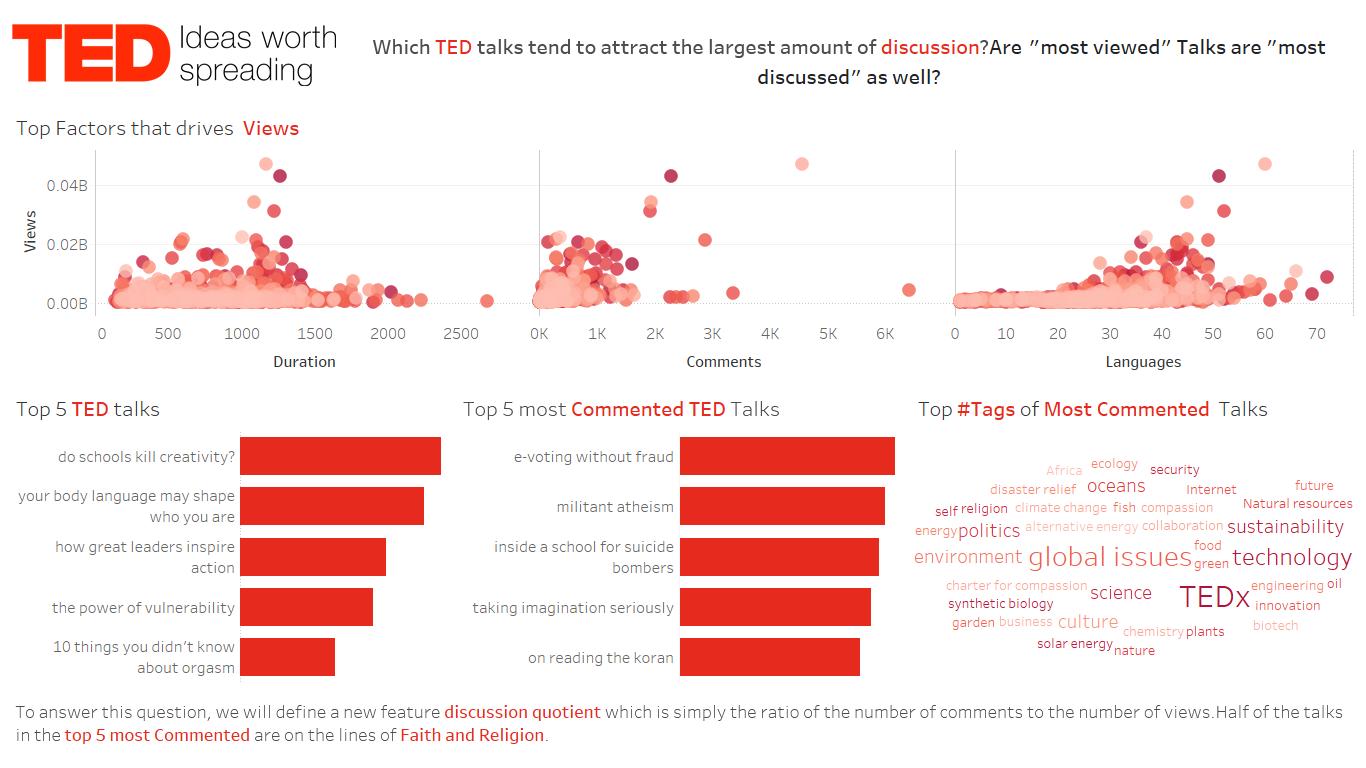 TED Ideas worth
spreading
Which TED talks tend to attract the largest amount of discussion?Are ”most viewed” Talks are ”most
discussed” as well?
Top Factors that drives Views
Views
0.04B
0.02B
0.00B
0 500 1000 1500 2000 2500
0K 1K 2K 3K 4K 5K 6K
0 10 20 30 40 50 60 70
Duration
Comments
Languages
Top 5 TED talks
do schools kill creativity?
your body language may shape
who you are
how great leaders inspire
action
the power of vulnerability
10 things you didn’t know
about orgasm
Top 5 most Commented TED Talks
e-voting without fraud
militant atheism
inside a school for suicide
bombers
taking imagination seriously
on reading the koran
Top #Tags of Most Commented Talks
Africa ecology security
disaster relief oceans Internet future
self religion climate change fish compassion Natural resources
energy politics alternative energy collaboration sustainability
environment global issues food green technology
charter for compassion science TEDx engineering oil
synthetic biology innovation
garden business culture biotech
chemistry plants
solar energy nature
To answer this question, we will define a new feature discussion quotient which is simply the ratio of the number of comments to the number of views.Half of the talks
in the top 5 most Commented are on the lines of Faith and Religion.